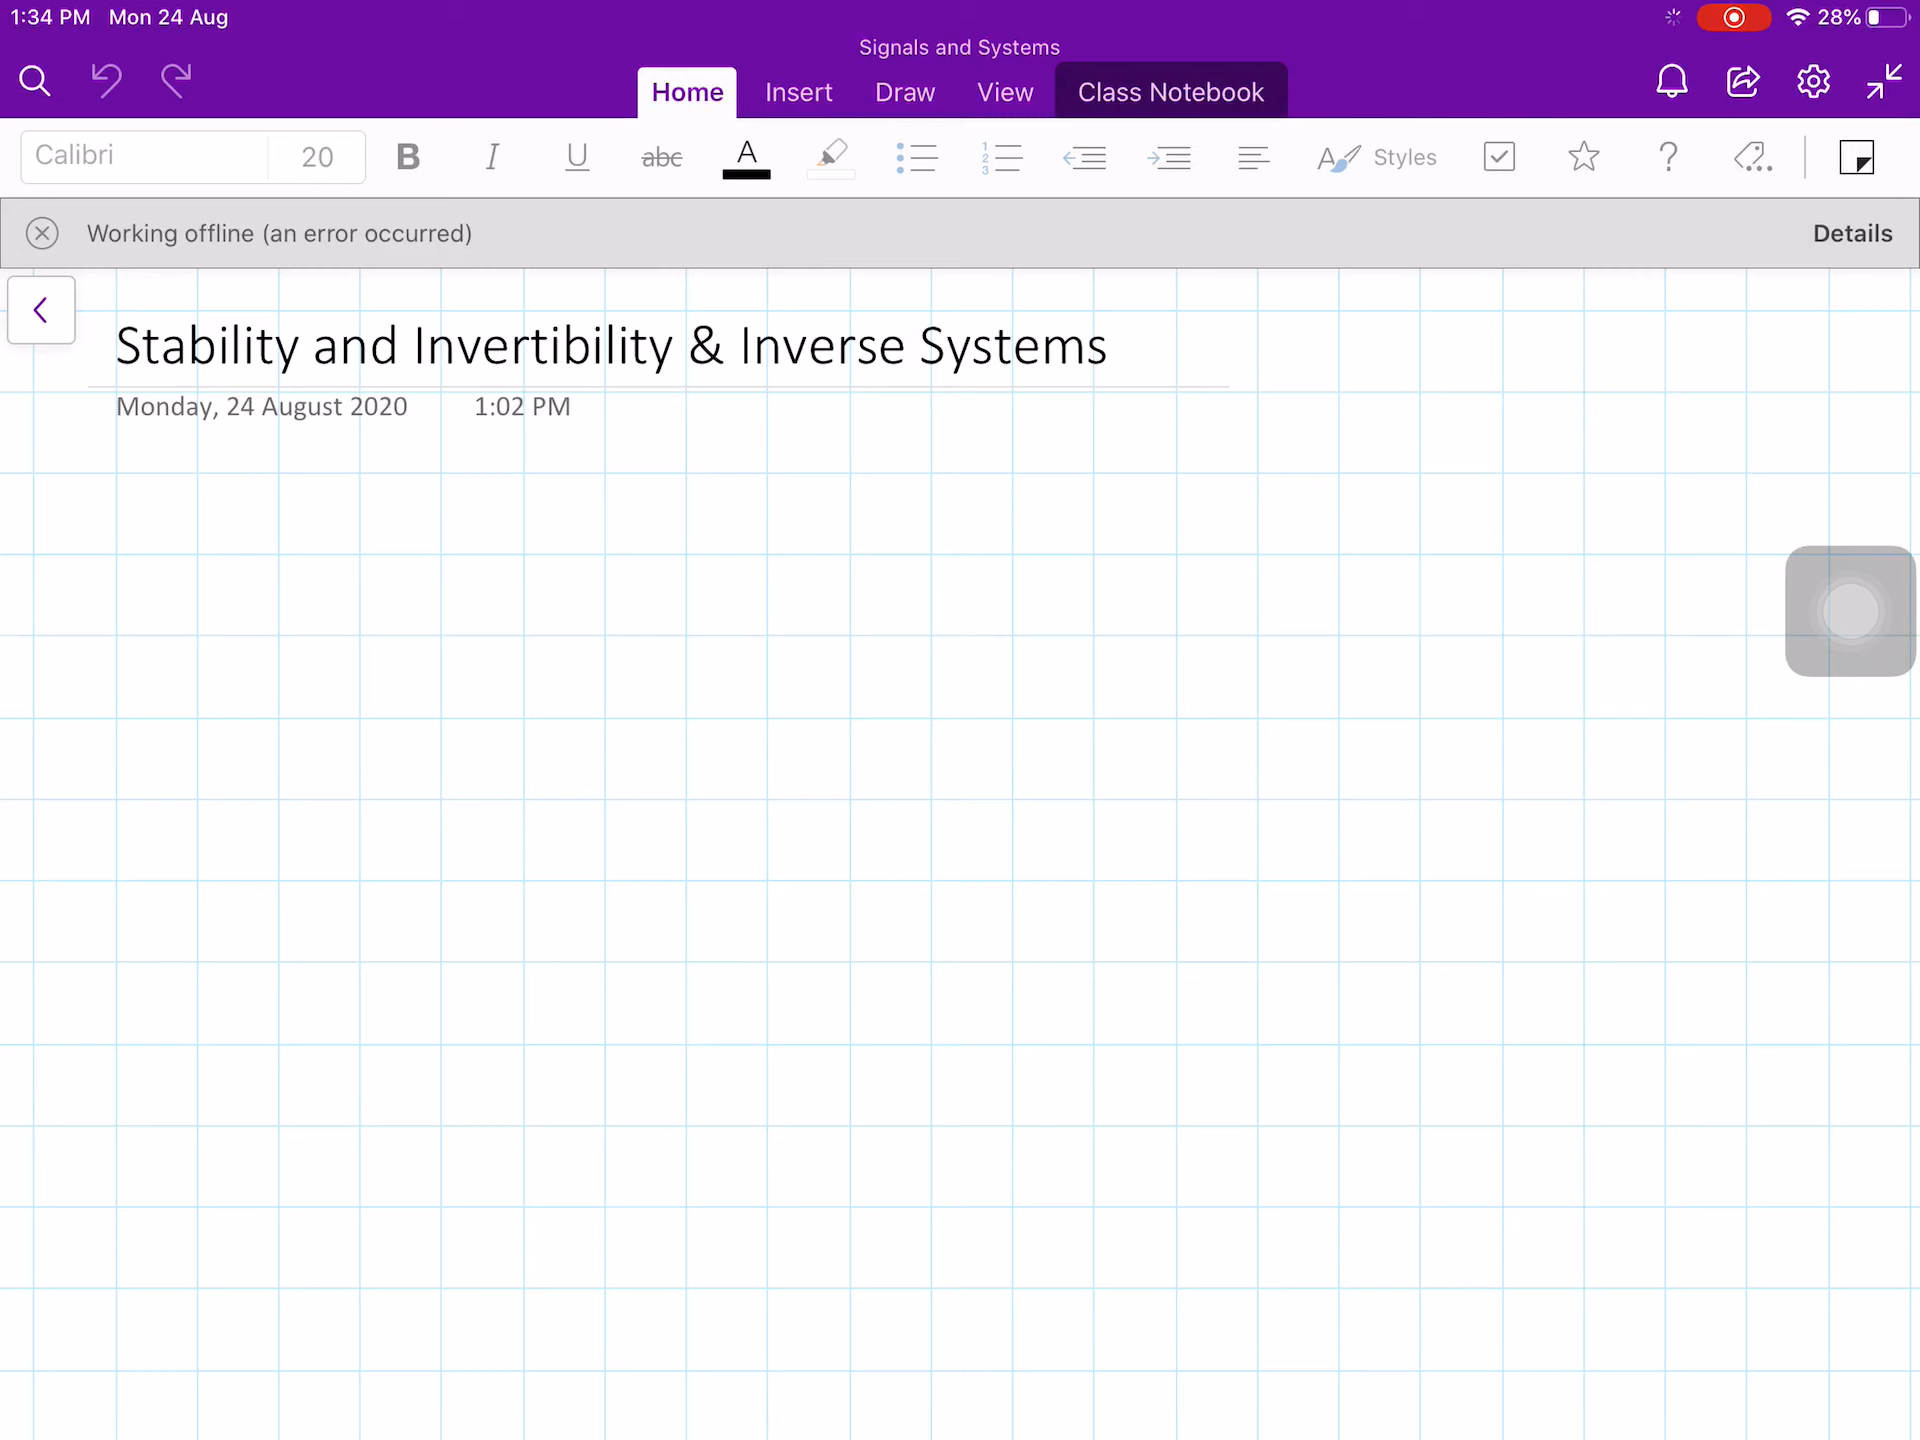 1:34 PM Mon 24 Aug
28%
Signals and Systems
Home Insert Draw View Class Notebook
Calibri 20 B I U abc A Styles
Working offline (an error occurred) Details
Stability and Invertibility & Inverse Systems
Monday, 24 August 2020 1:02 PM